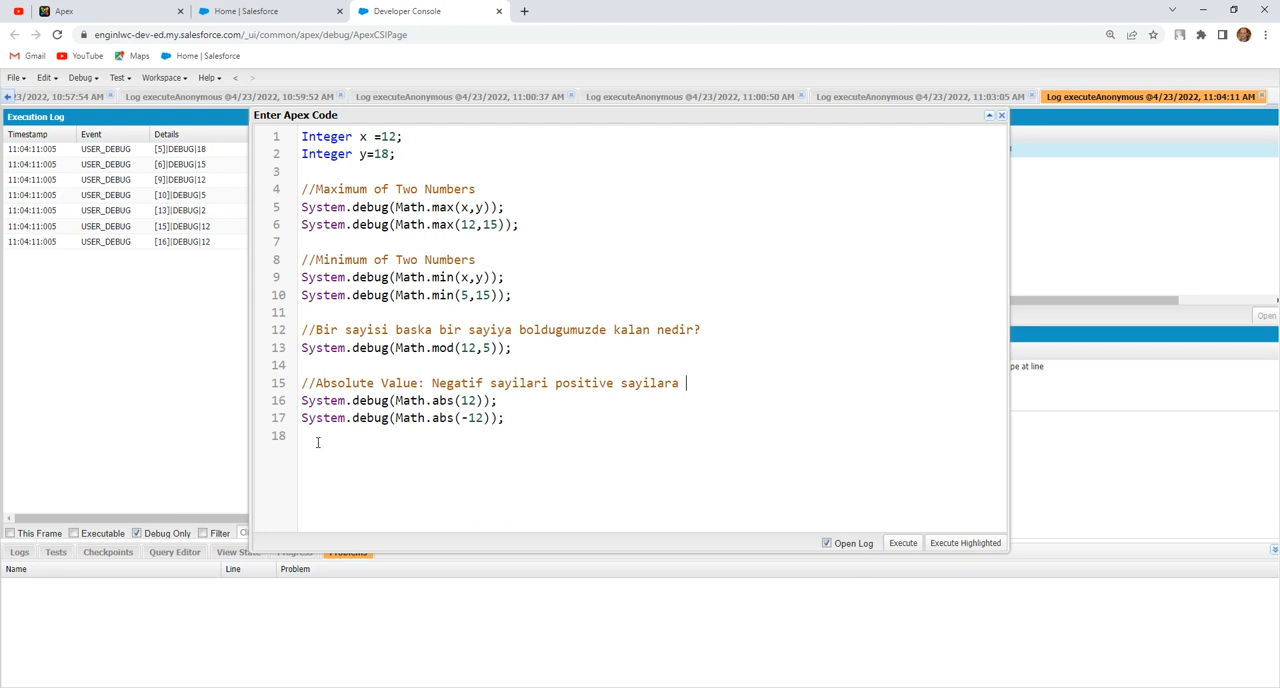 Apex
Home | Salesforce
Developer Console
enginlwc-dev-ed.my.salesforce.com/_ui/common/apex/debug/ApexCSIPage
Gmail YouTube Maps Home | Salesforce
File Edit Debug Test Workspace Help < >
3/2022, 10:57:54 AM Log executeAnonymous @4/23/2022, 10:59:52 AM Log executeAnonymous @4/23/2022, 11:00:37 AM Log executeAnonymous @4/23/2022, 11:00:50 AM Log executeAnonymous @4/23/2022, 11:03:05 AM Log executeAnonymous @4/23/2022, 11:04:11 AM
Execution Log
Timestamp Event Details
11:04:11:005 USER_DEBUG [5]|DEBUG|18
11:04:11:005 USER_DEBUG [6]|DEBUG|15
11:04:11:005 USER_DEBUG [9]|DEBUG|12
11:04:11:005 USER_DEBUG [10]|DEBUG|5
11:04:11:005 USER_DEBUG [13]|DEBUG|2
11:04:11:005 USER_DEBUG [15]|DEBUG|12
11:04:11:005 USER_DEBUG [16]|DEBUG|12
Enter Apex Code
1 Integer x =12;
2 Integer y=18;
3
4 //Maximum of Two Numbers
5 System.debug(Math.max(x,y));
6 System.debug(Math.max(12,15));
7
8 //Minimum of Two Numbers
9 System.debug(Math.min(x,y));
10 System.debug(Math.min(5,15));
11
12 //Bir sayisi baska bir sayiya boldugumuzde kalan nedir?
13 System.debug(Math.mod(12,5));
14
15 //Absolute Value: Negatif sayilari positive sayilara
16 System.debug(Math.abs(12));
17 System.debug(Math.abs(-12));
18
Open Log Execute Execute Highlighted
Open
pe at line
This Frame Executable Debug Only Filter
Logs Tests Checkpoints Query Editor View State Progress Problems
Name Line Problem